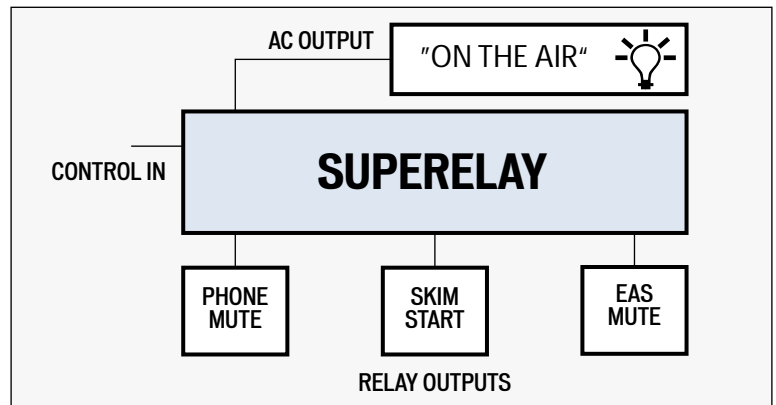 AC OUTPUT
"ON THE AIR“
CONTROL IN
SUPERELAY
PHONE
MUTE
SKIM
START
EAS
MUTE
RELAY OUTPUTS